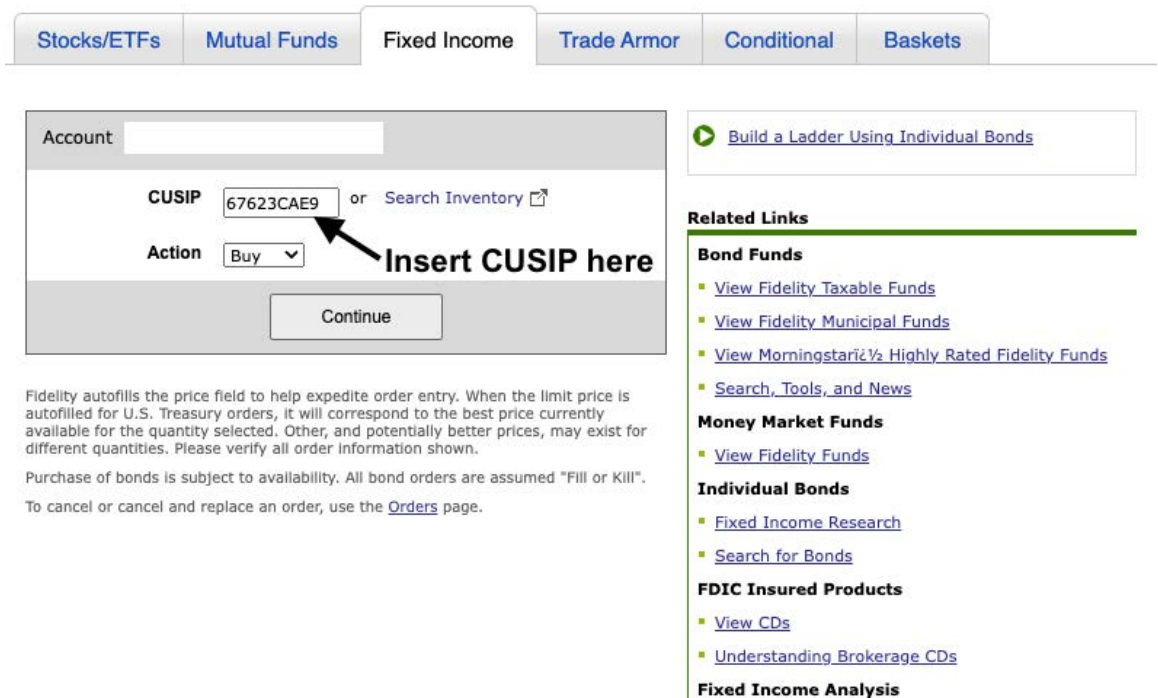 Stocks/ETFs
Mutual Funds
Fixed Income
Trade Armor
Conditional
Baskets
Account
CUSIP 67623CAE9 or Search Inventory
Action Buy
Insert CUSIP here
Continue
Fidelity autofills the price field to help expedite order entry. When the limit price is
autofilled for U.S. Treasury orders, it will correspond to the best price currently
available for the quantity selected. Other, and potentially better prices, may exist for
different quantities. Please verify all order information shown.
Purchase of bonds is subject to availability. All bond orders are assumed "Fill or Kill".
To cancel or cancel and replace an order, use the Orders page.
Build a Ladder Using Individual Bonds
Related Links
Bond Funds
View Fidelity Taxable Funds
View Fidelity Municipal Funds
View Morningstarï¿½ Highly Rated Fidelity Funds
Search, Tools, and News
Money Market Funds
View Fidelity Funds
Individual Bonds
Fixed Income Research
Search for Bonds
FDIC Insured Products
View CDs
Understanding Brokerage CDs
Fixed Income Analysis